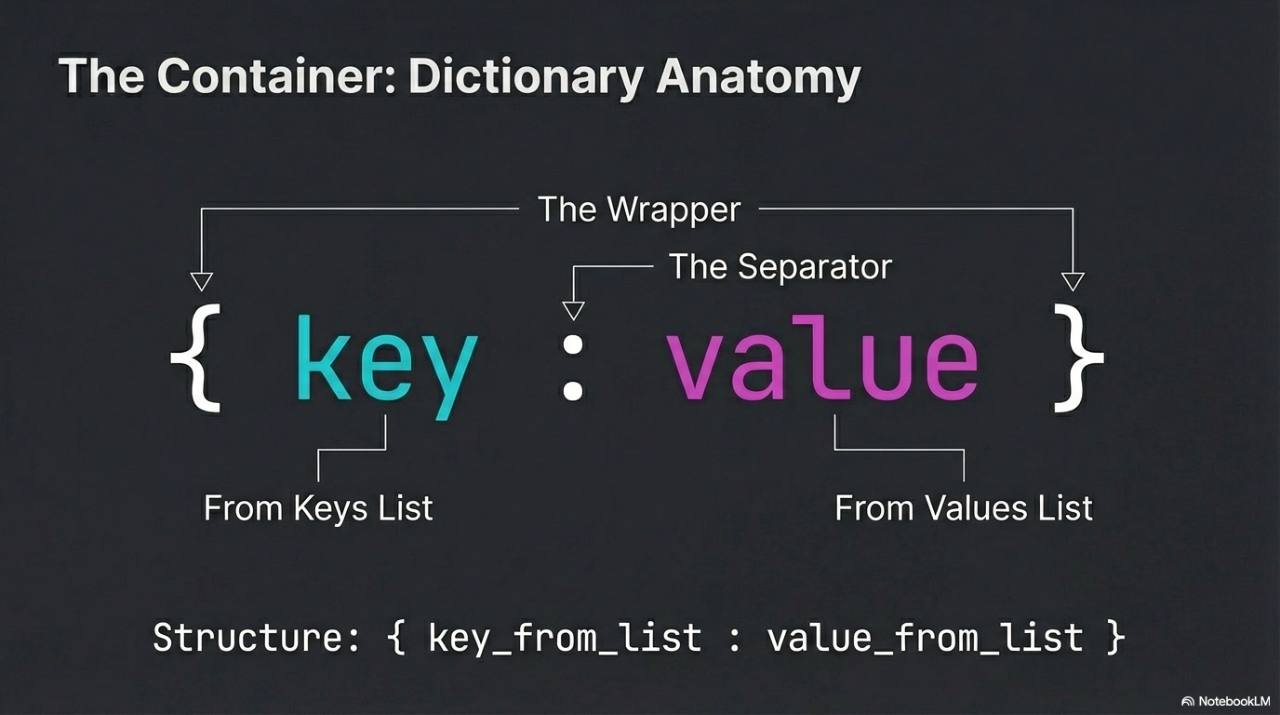 The Container: Dictionary Anatomy
The Wrapper
The Separator
{ key : value }
From Keys List
From Values List
Structure: { key_from_list : value_from_list }
NotebookLM